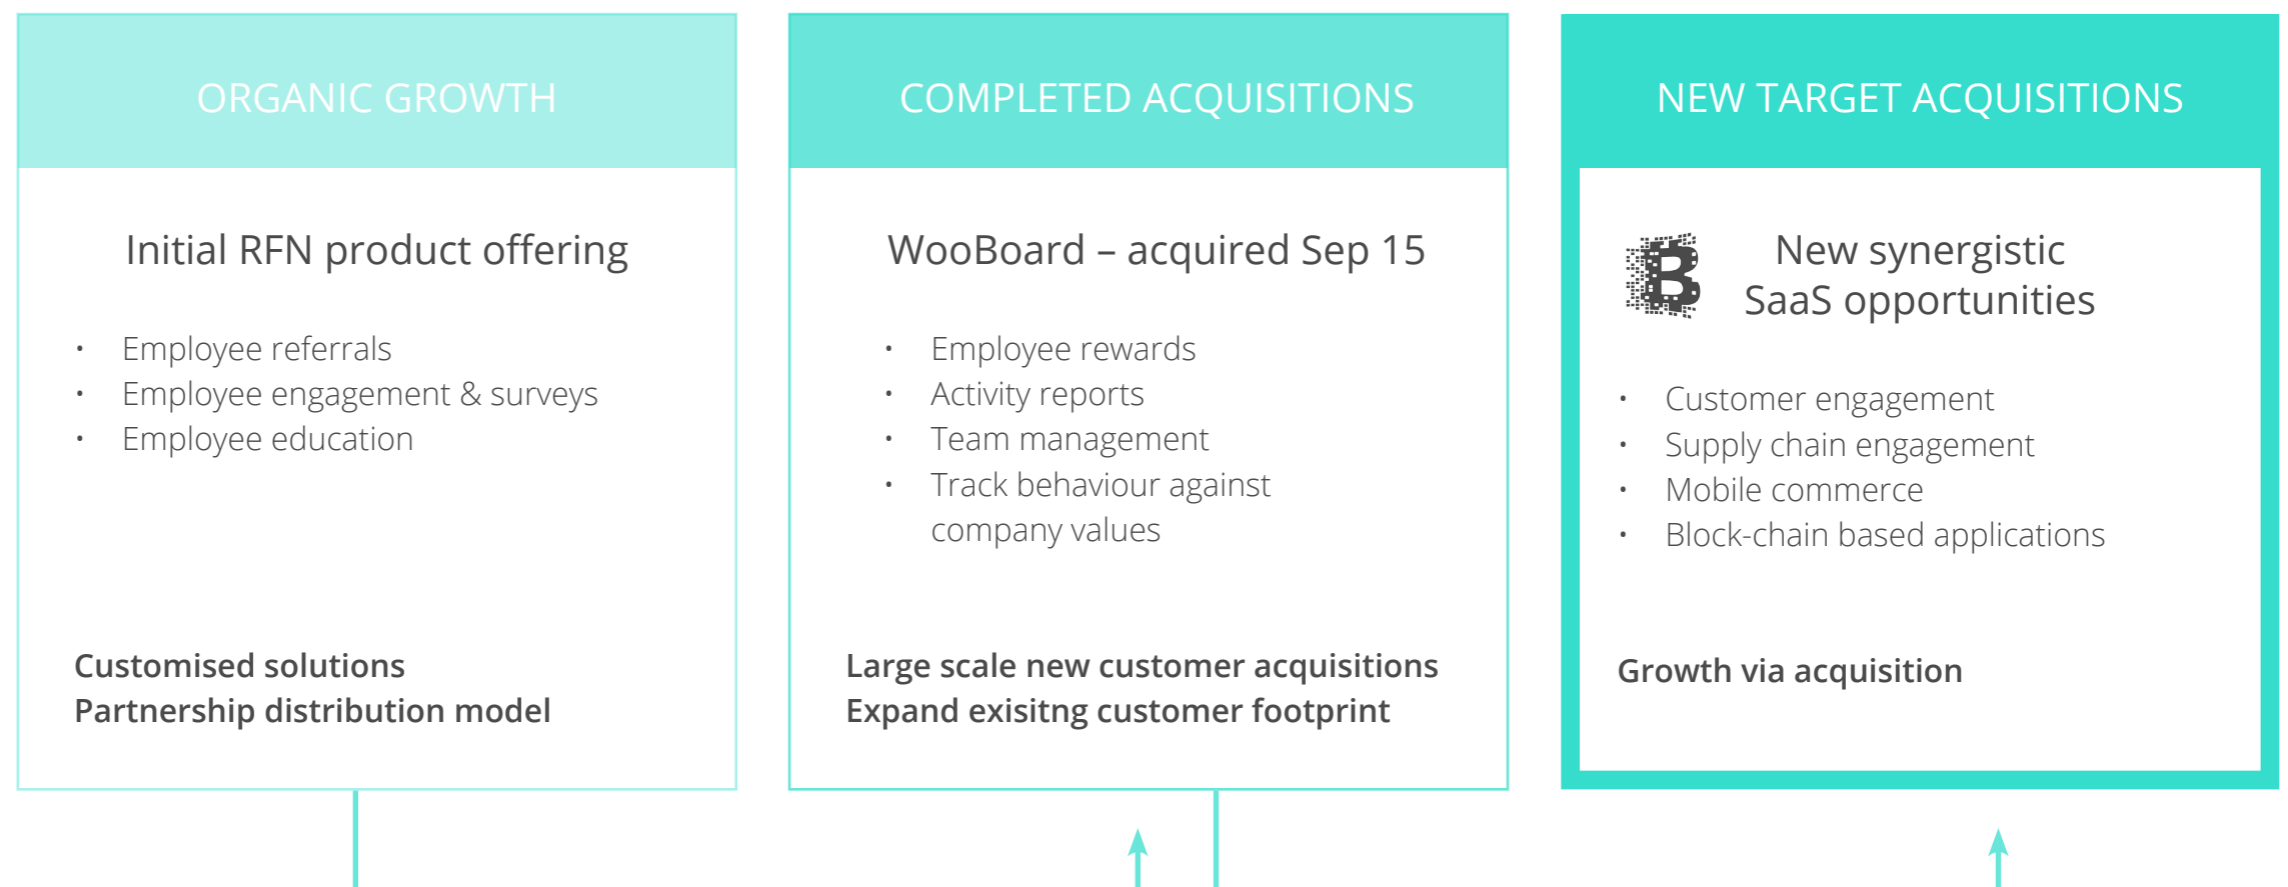 ORGANIC GROWTH
Initial RFN product offering
• Employee referrals
• Employee engagement & surveys
• Employee education
Customised solutions
Partnership distribution model
COMPLETED ACQUISITIONS
WooBoard – acquired Sep 15
• Employee rewards
• Activity reports
• Team management
• Track behaviour against
company values
Large scale new customer acquisitions
Expand exisitng customer footprint
NEW TARGET ACQUISITIONS
New synergistic
SaaS opportunities
• Customer engagement
• Supply chain engagement
• Mobile commerce
• Block-chain based applications
Growth via acquisition